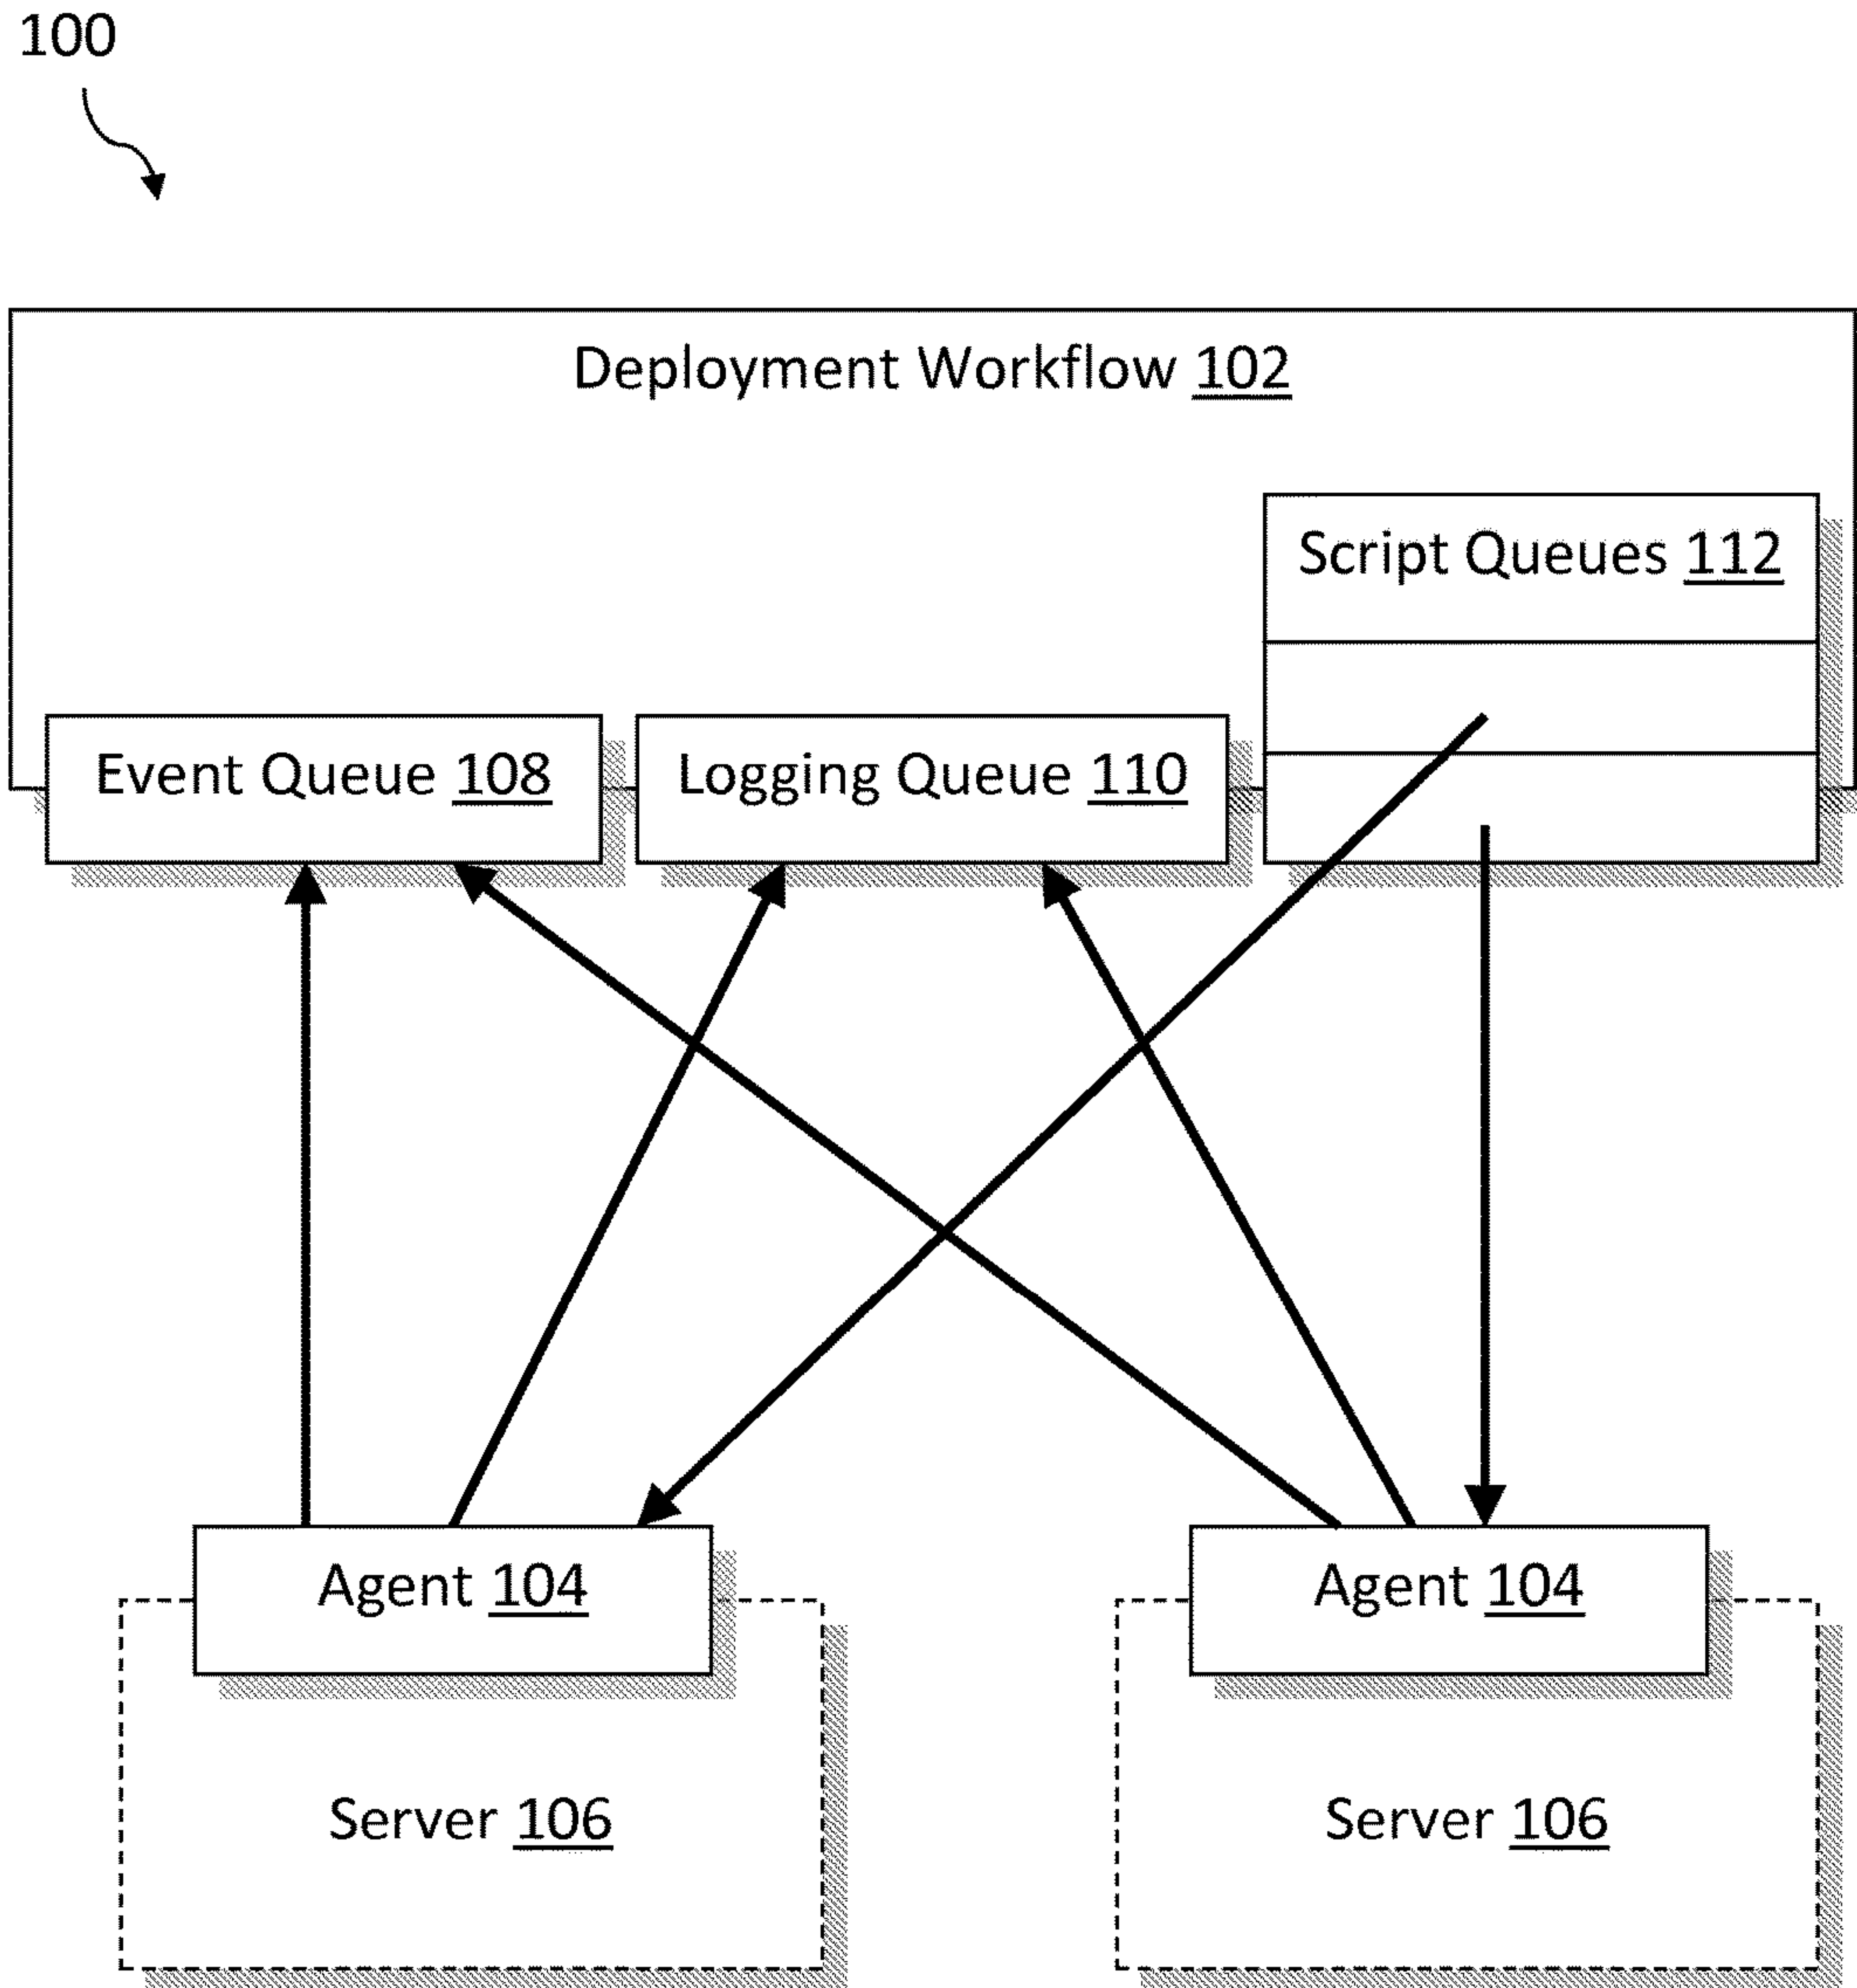 100
Deployment Workflow 102
Script Queues 112
Event Queue 108
Logging Queue 110
Agent 104
Agent 104
Server 106
Server 106